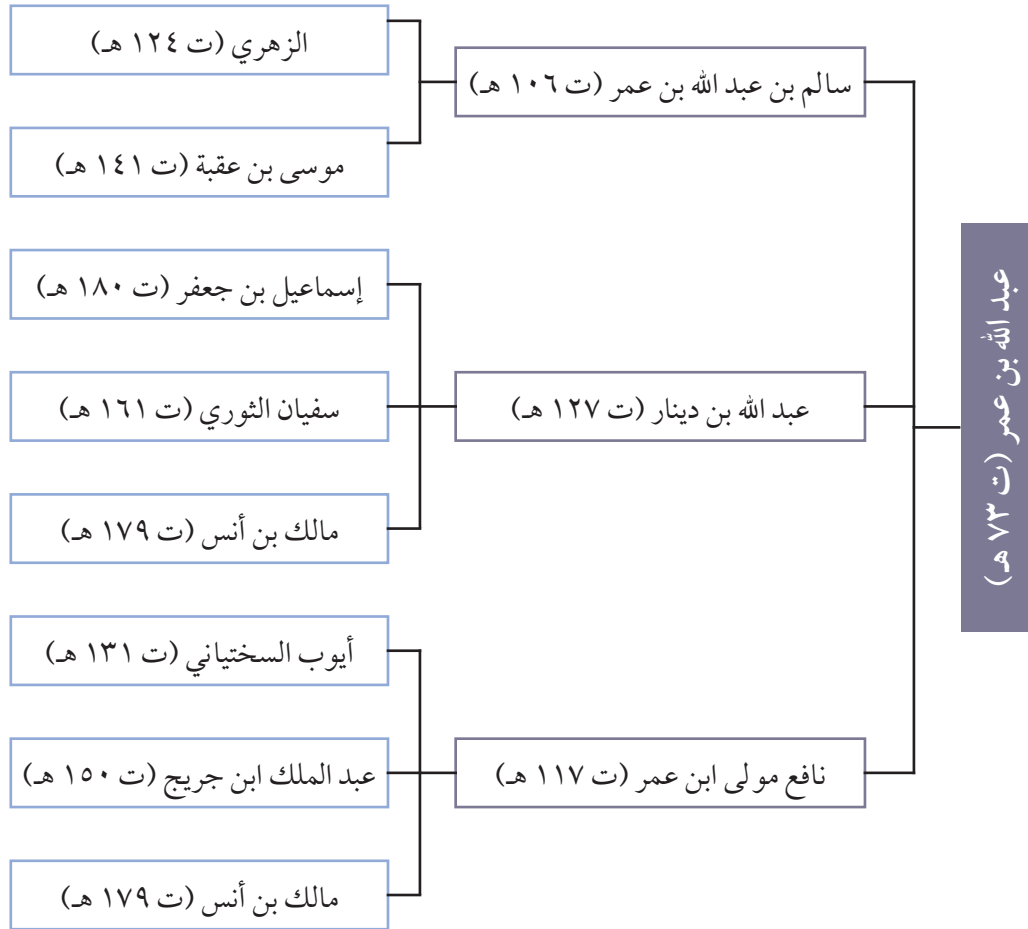 عبد الله بن عمر (ت ٧٣ هـ)
سالم بن عبد الله بن عمر (ت ١٠٦ هـ)
الزهري (ت ١٢٤ هـ)
موسى بن عقبة (ت ١٤١ هـ)
عبد الله بن دينار (ت ١٢٧ هـ)
إسماعيل بن جعفر (ت ١٨٠ هـ)
سفيان الثوري (ت ١٦١ هـ)
مالك بن أنس (ت ١٧٩ هـ)
نافع مولى ابن عمر (ت ١١٧ هـ)
أيوب السختياني (ت ١٣١ هـ)
عبد الملك ابن جريج (ت ١٥٠ هـ)
مالك بن أنس (ت ١٧٩ هـ)